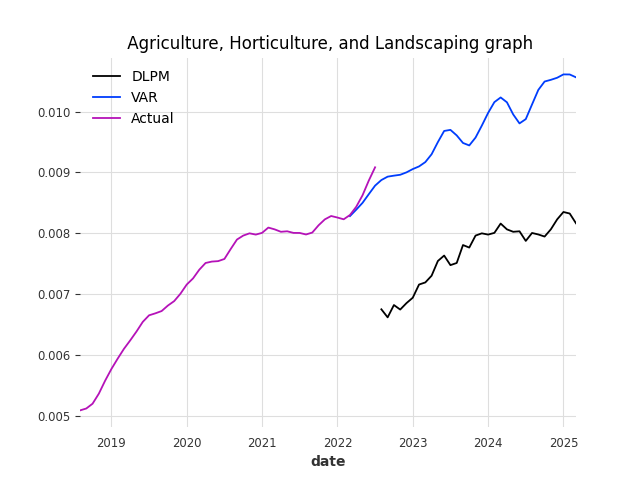 Agriculture, Horticulture, and Landscaping graph
DLPM
VAR
Actual
0.010
0.009
0.008
0.007
0.006
0.005
2019 2020 2021 2022 2023 2024 2025
date